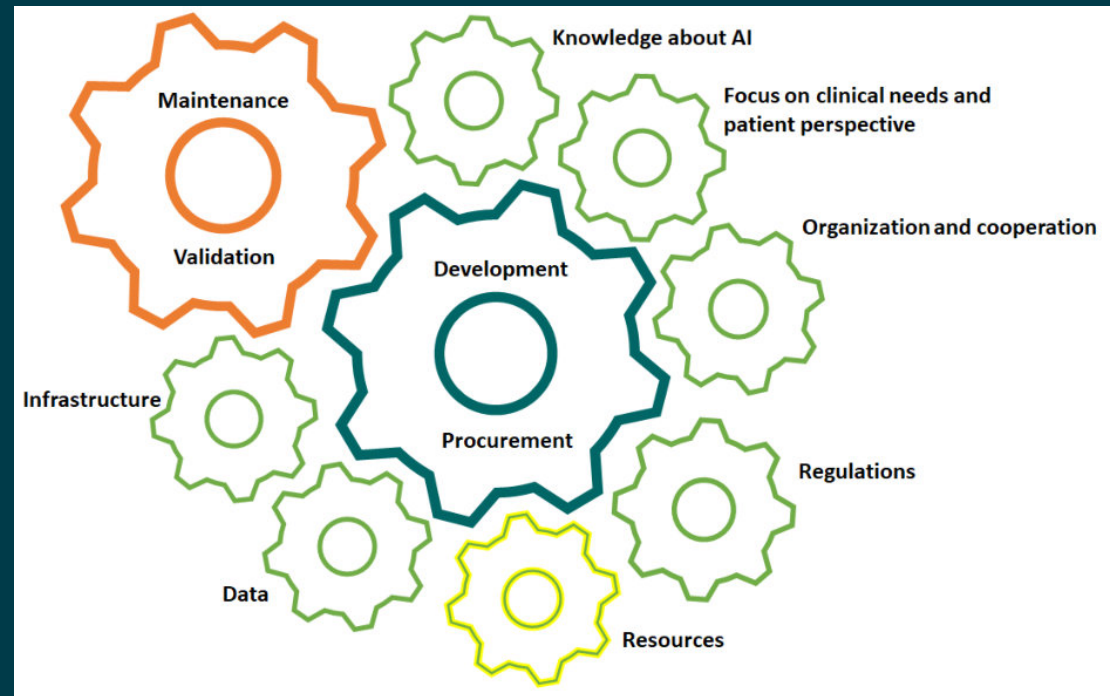 Knowledge about AI
Maintenance
Focus on clinical needs and
patient perspective
Organization and cooperation
Validation
Development
Infrastructure
Procurement
Regulations
Data
Resources